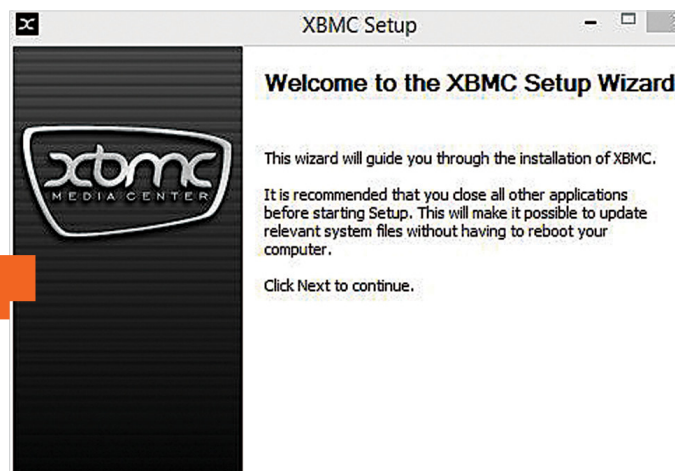 XBMC Setup
Welcome to the XBMC Setup Wizard
xbmc
MEDIA CENTER
This wizard will guide you through the installation of XBMC.
It is recommended that you close all other applications
before starting Setup. This will make it possible to update
relevant system files without having to reboot your
computer.
Click Next to continue.